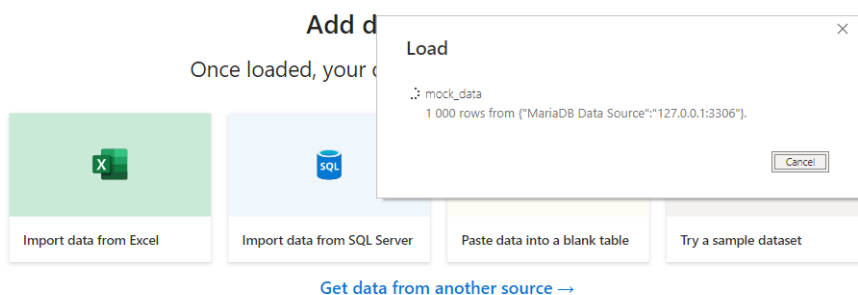 Add d
Once loaded, your
Load
mock_data
1 000 rows from {"MariaDB Data Source":"127.0.0.1:3306"}.
Cancel
X
SQL
Import data from Excel
Import data from SQL Server
Paste data into a blank table
Try a sample dataset
Get data from another source →